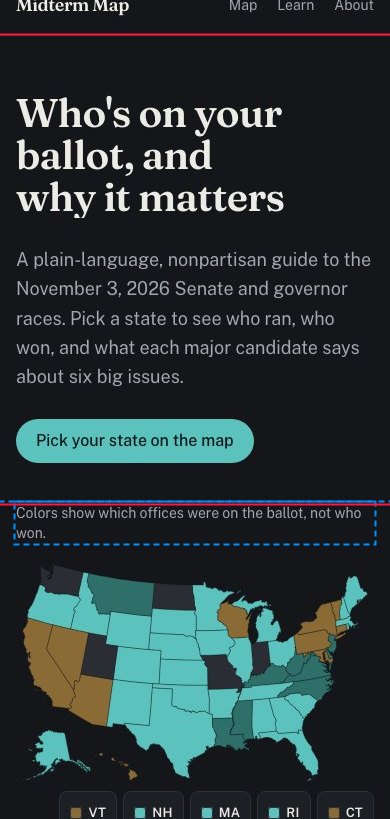 Midterm Map
Map Learn About
Who's on your
ballot, and
why it matters
A plain-language, nonpartisan guide to the
November 3, 2026 Senate and governor
races. Pick a state to see who ran, who
won, and what each major candidate says
about six big issues.
Pick your state on the map
Colors show which offices were on the ballot, not who
won.
VT NH MA RI CT